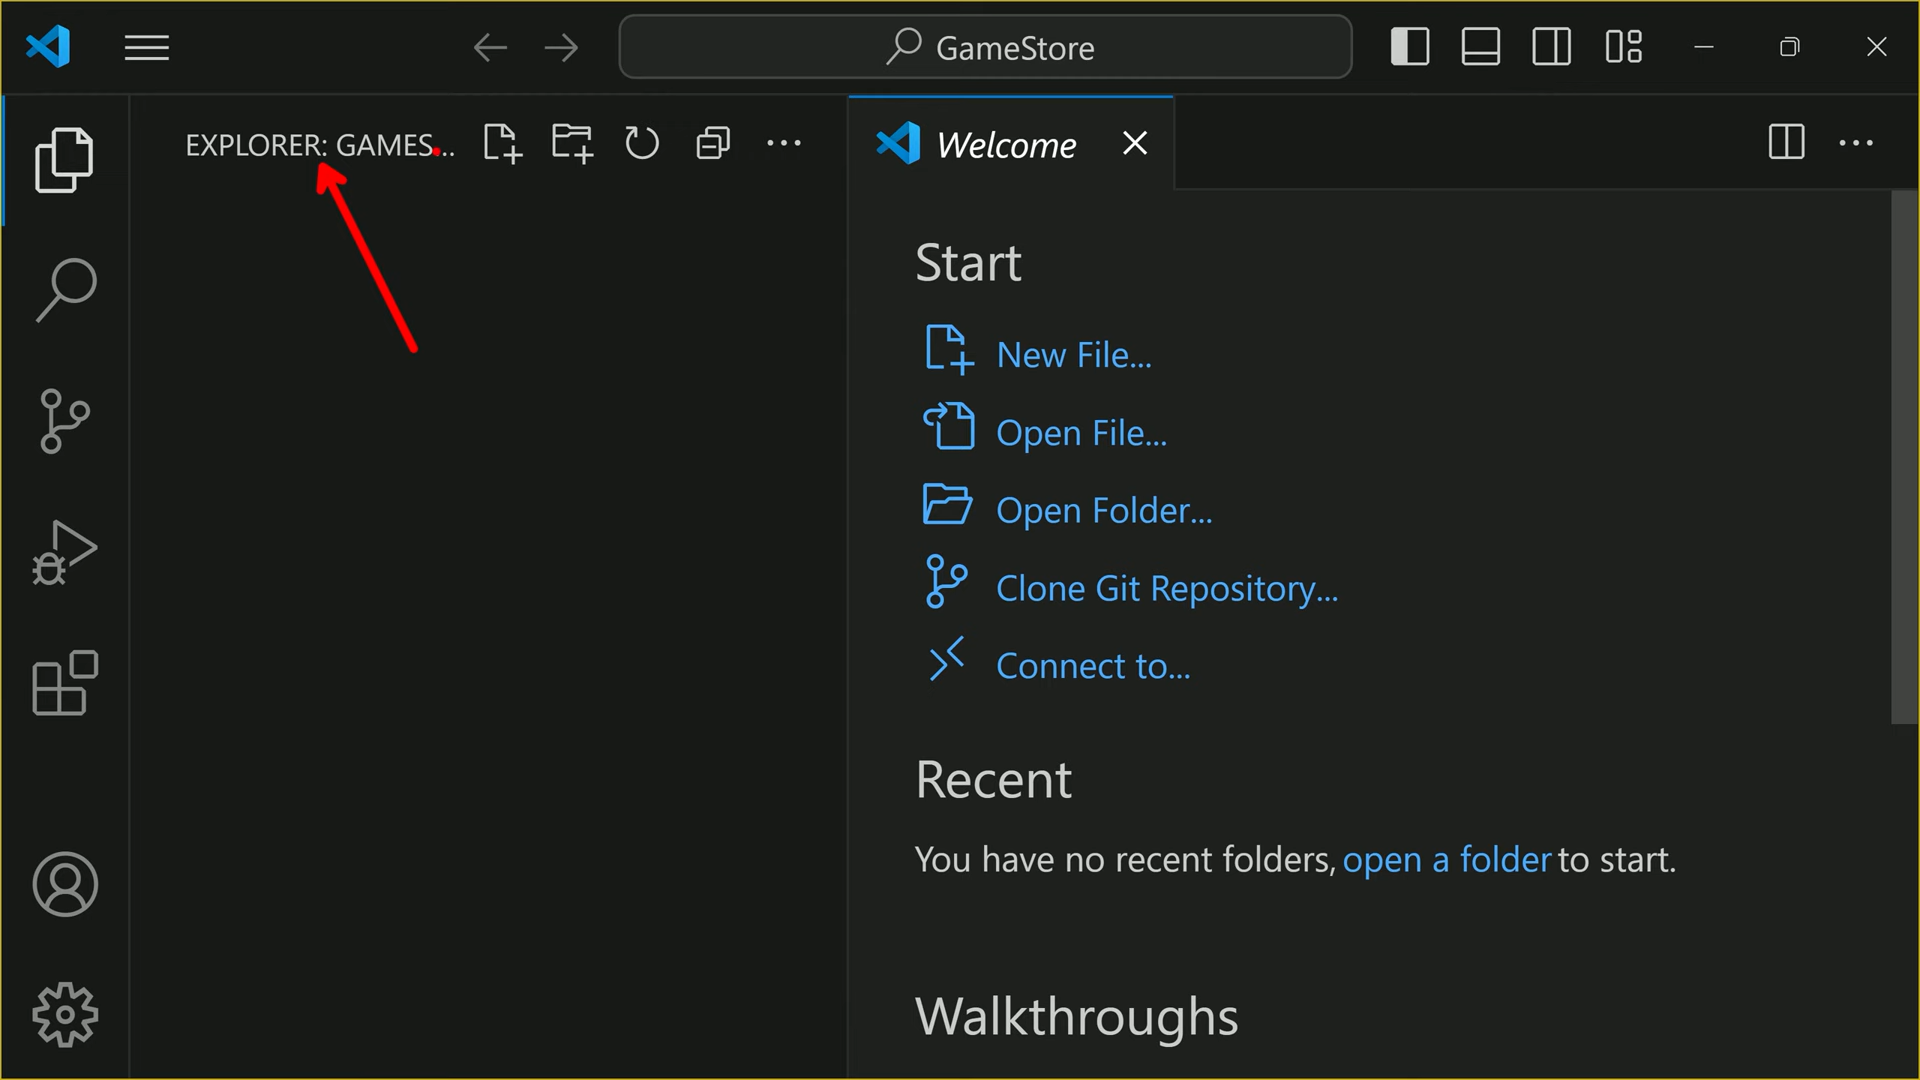 GameStore
EXPLORER: GAMES...
Welcome
Start
New File...
Open File...
Open Folder...
Clone Git Repository...
Connect to...
Recent
You have no recent folders, open a folder to start.
Walkthroughs